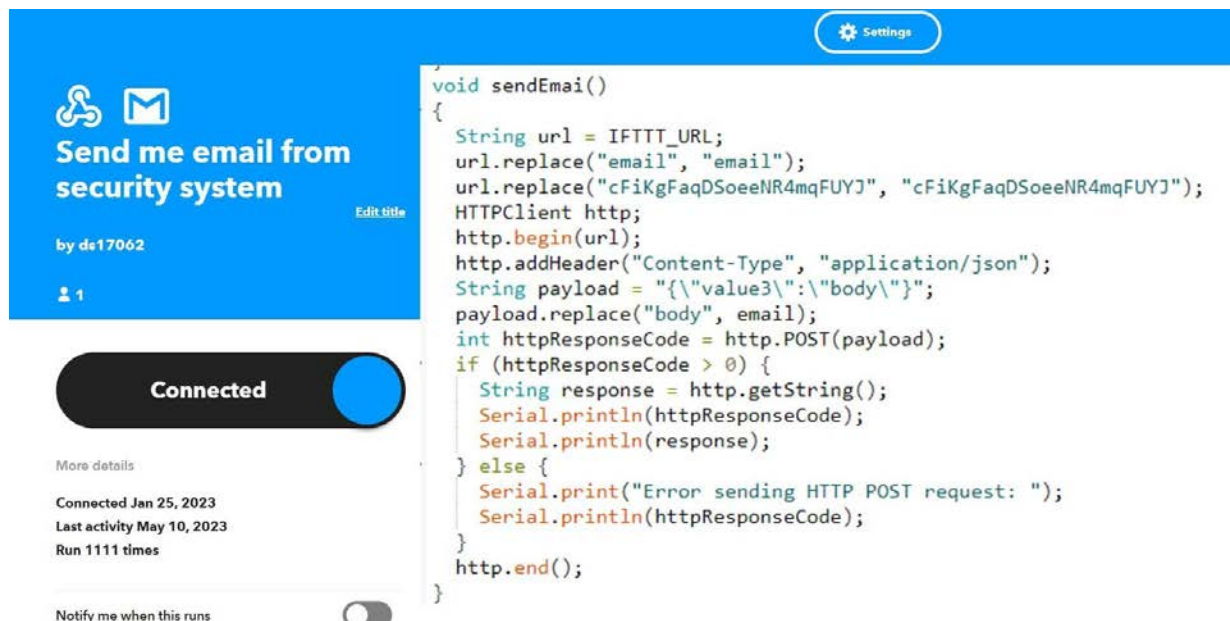 Settings
Send me email from
security system
Edit title
by ds17062
1
Connected
More details
Connected Jan 25, 2023
Last activity May 10, 2023
Run 1111 times
Notify me when this runs
void sendEmai()
{
String url = IFTTT_URL;
url.replace("email", "email");
url.replace("cFiKgFaqDSoeeNR4mqFUYJ", "cFiKgFaqDSoeeNR4mqFUYJ");
HTTPClient http;
http.begin(url);
http.addHeader("Content-Type", "application/json");
String payload = "{\"value3\":\"body\"}";
payload.replace("body", email);
int httpResponseCode = http.POST(payload);
if (httpResponseCode > 0) {
String response = http.getString();
Serial.println(httpResponseCode);
Serial.println(response);
} else {
Serial.print("Error sending HTTP POST request: ");
Serial.println(httpResponseCode);
}
http.end();
}